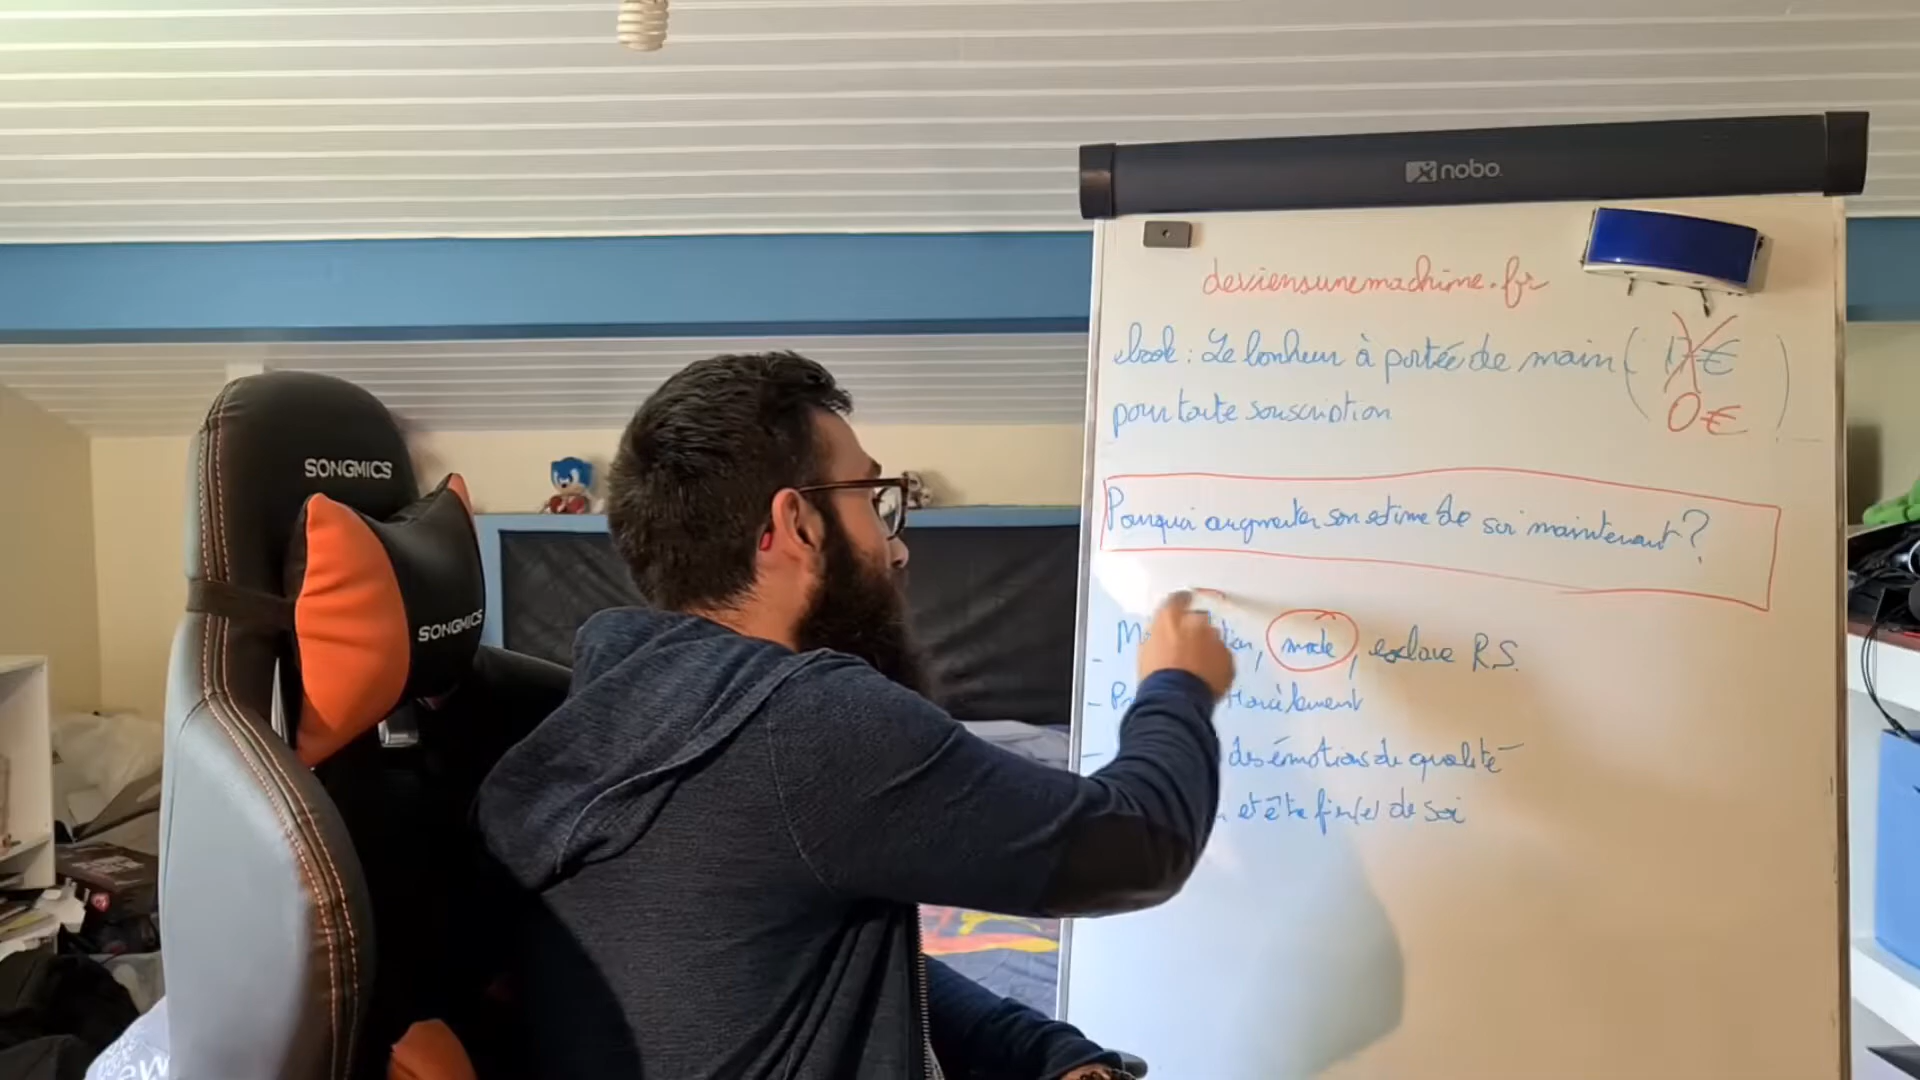 nobo
deviensunemachine.fr
ebook : Le bonheur à portée de main ( 17€ )
0€
pour toute souscription
Pourquoi augmenter son estime de soi maintenant ?
mode, esclave R.S.
- 
des émotions de qualité
et être fier(e) de soi
SONGMICS
SONGMICS